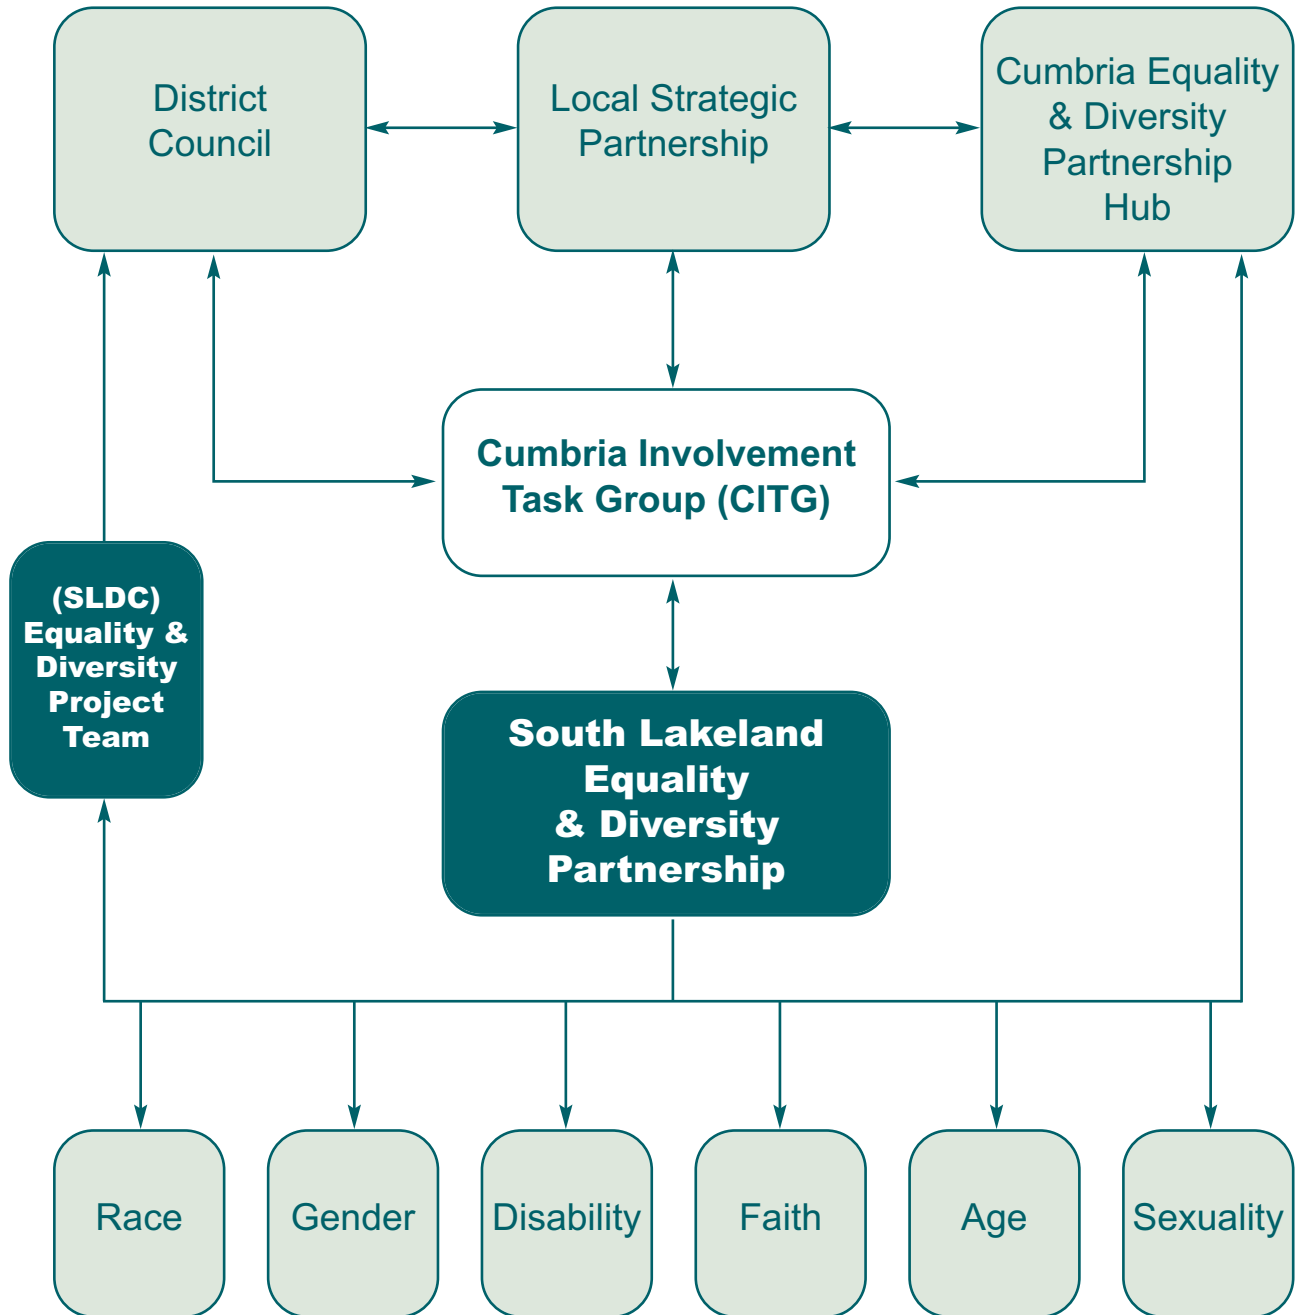 District
Council
Local Strategic
Partnership
Cumbria Equality
& Diversity
Partnership
Hub
Cumbria Involvement
Task Group (CITG)
(SLDC)
Equality &
Diversity
Project
Team
South Lakeland
Equality
& Diversity
Partnership
Race
Gender
Disability
Faith
Age
Sexuality